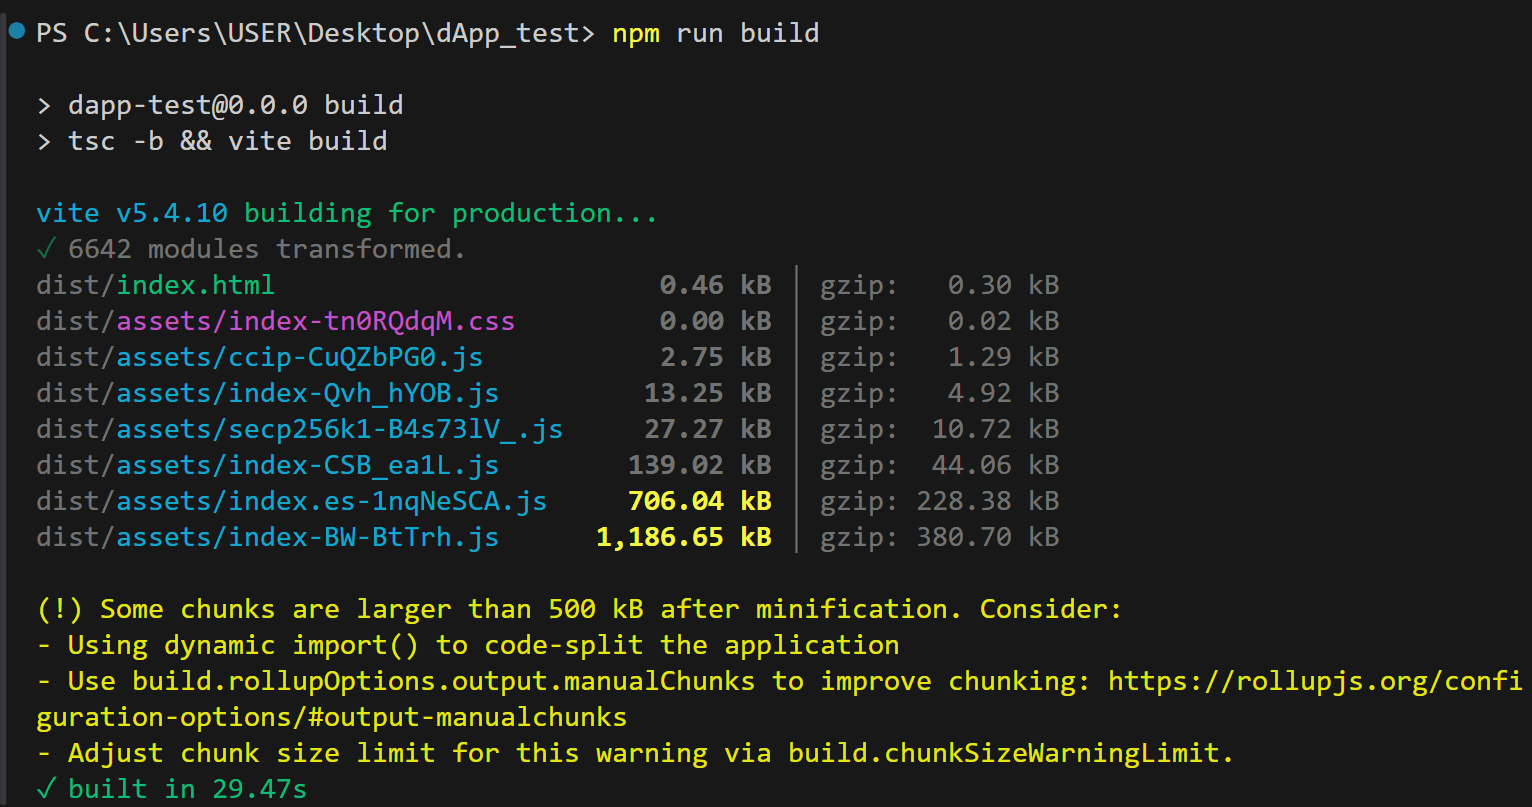 PS C:\Users\USER\Desktop\dApp_test> npm run build
> dapp-test@0.0.0 build
> tsc -b && vite build
vite v5.4.10 building for production...
✓ 6642 modules transformed.
dist/index.html 0.46 kB │ gzip: 0.30 kB
dist/assets/index-tn0RQdqM.css 0.00 kB │ gzip: 0.02 kB
dist/assets/ccip-CuQZbPG0.js 2.75 kB │ gzip: 1.29 kB
dist/assets/index-Qvh_hYOB.js 13.25 kB │ gzip: 4.92 kB
dist/assets/secp256k1-B4s73lV_.js 27.27 kB │ gzip: 10.72 kB
dist/assets/index-CSB_ea1L.js 139.02 kB │ gzip: 44.06 kB
dist/assets/index.es-1nqNeSCA.js 706.04 kB │ gzip: 228.38 kB
dist/assets/index-BW-BtTrh.js 1,186.65 kB │ gzip: 380.70 kB
(!) Some chunks are larger than 500 kB after minification. Consider:
- Using dynamic import() to code-split the application
- Use build.rollupOptions.output.manualChunks to improve chunking: https://rollupjs.org/confi
guration-options/#output-manualchunks
- Adjust chunk size limit for this warning via build.chunkSizeWarningLimit.
✓ built in 29.47s